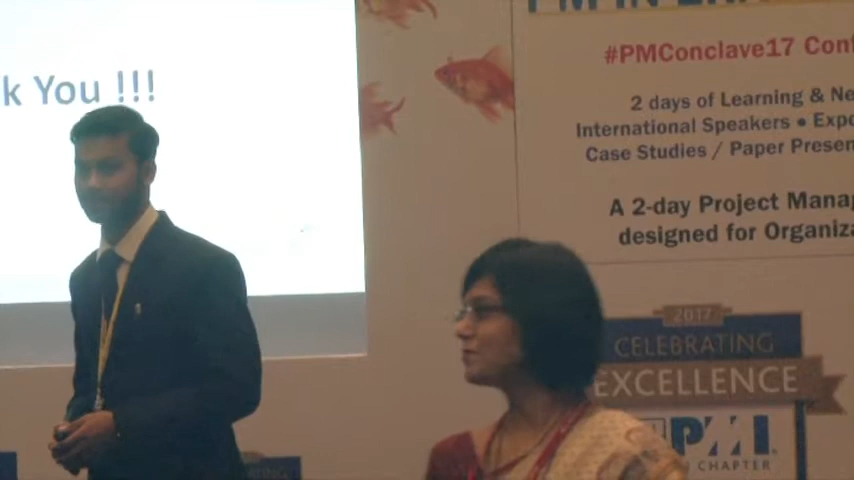 k You !!!
#PMConclave17 Conf
2 days of Learning & Ne
International Speakers • Expo
Case Studies / Paper Presen
A 2-day Project Manag
designed for Organiza
2017
CELEBRATING
EXCELLENCE
PMI
CHAPTER